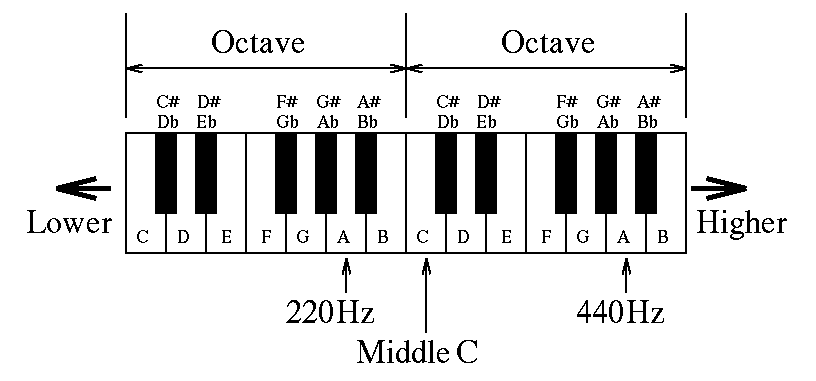 Octave Octave
C# D# F# G# A# C# D# F# G# A#
Db Eb Gb Ab Bb Db Eb Gb Ab Bb
Lower Higher
C D E F G A B C D E F G A B
220Hz 440Hz
Middle C